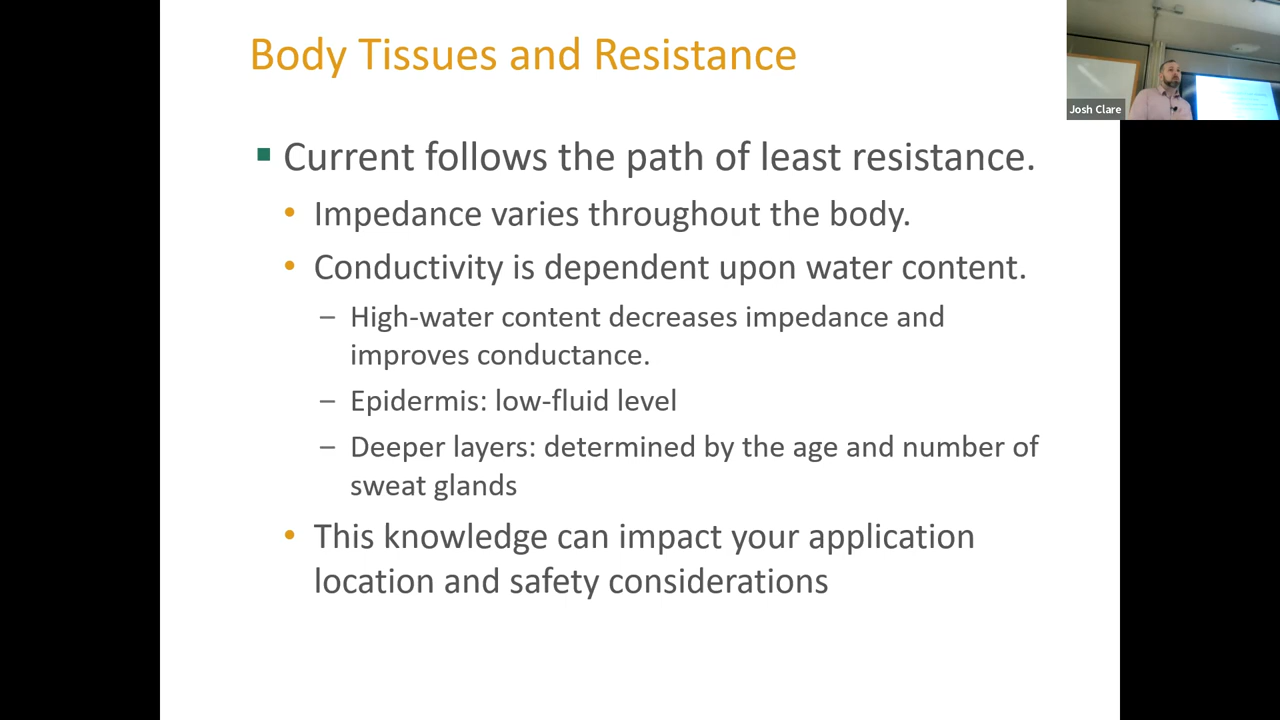 Body Tissues and Resistance
Josh Clare
▪ Current follows the path of least resistance.
• Impedance varies throughout the body.
• Conductivity is dependent upon water content.
– High-water content decreases impedance and
improves conductance.
– Epidermis: low-fluid level
– Deeper layers: determined by the age and number of
sweat glands
• This knowledge can impact your application
location and safety considerations